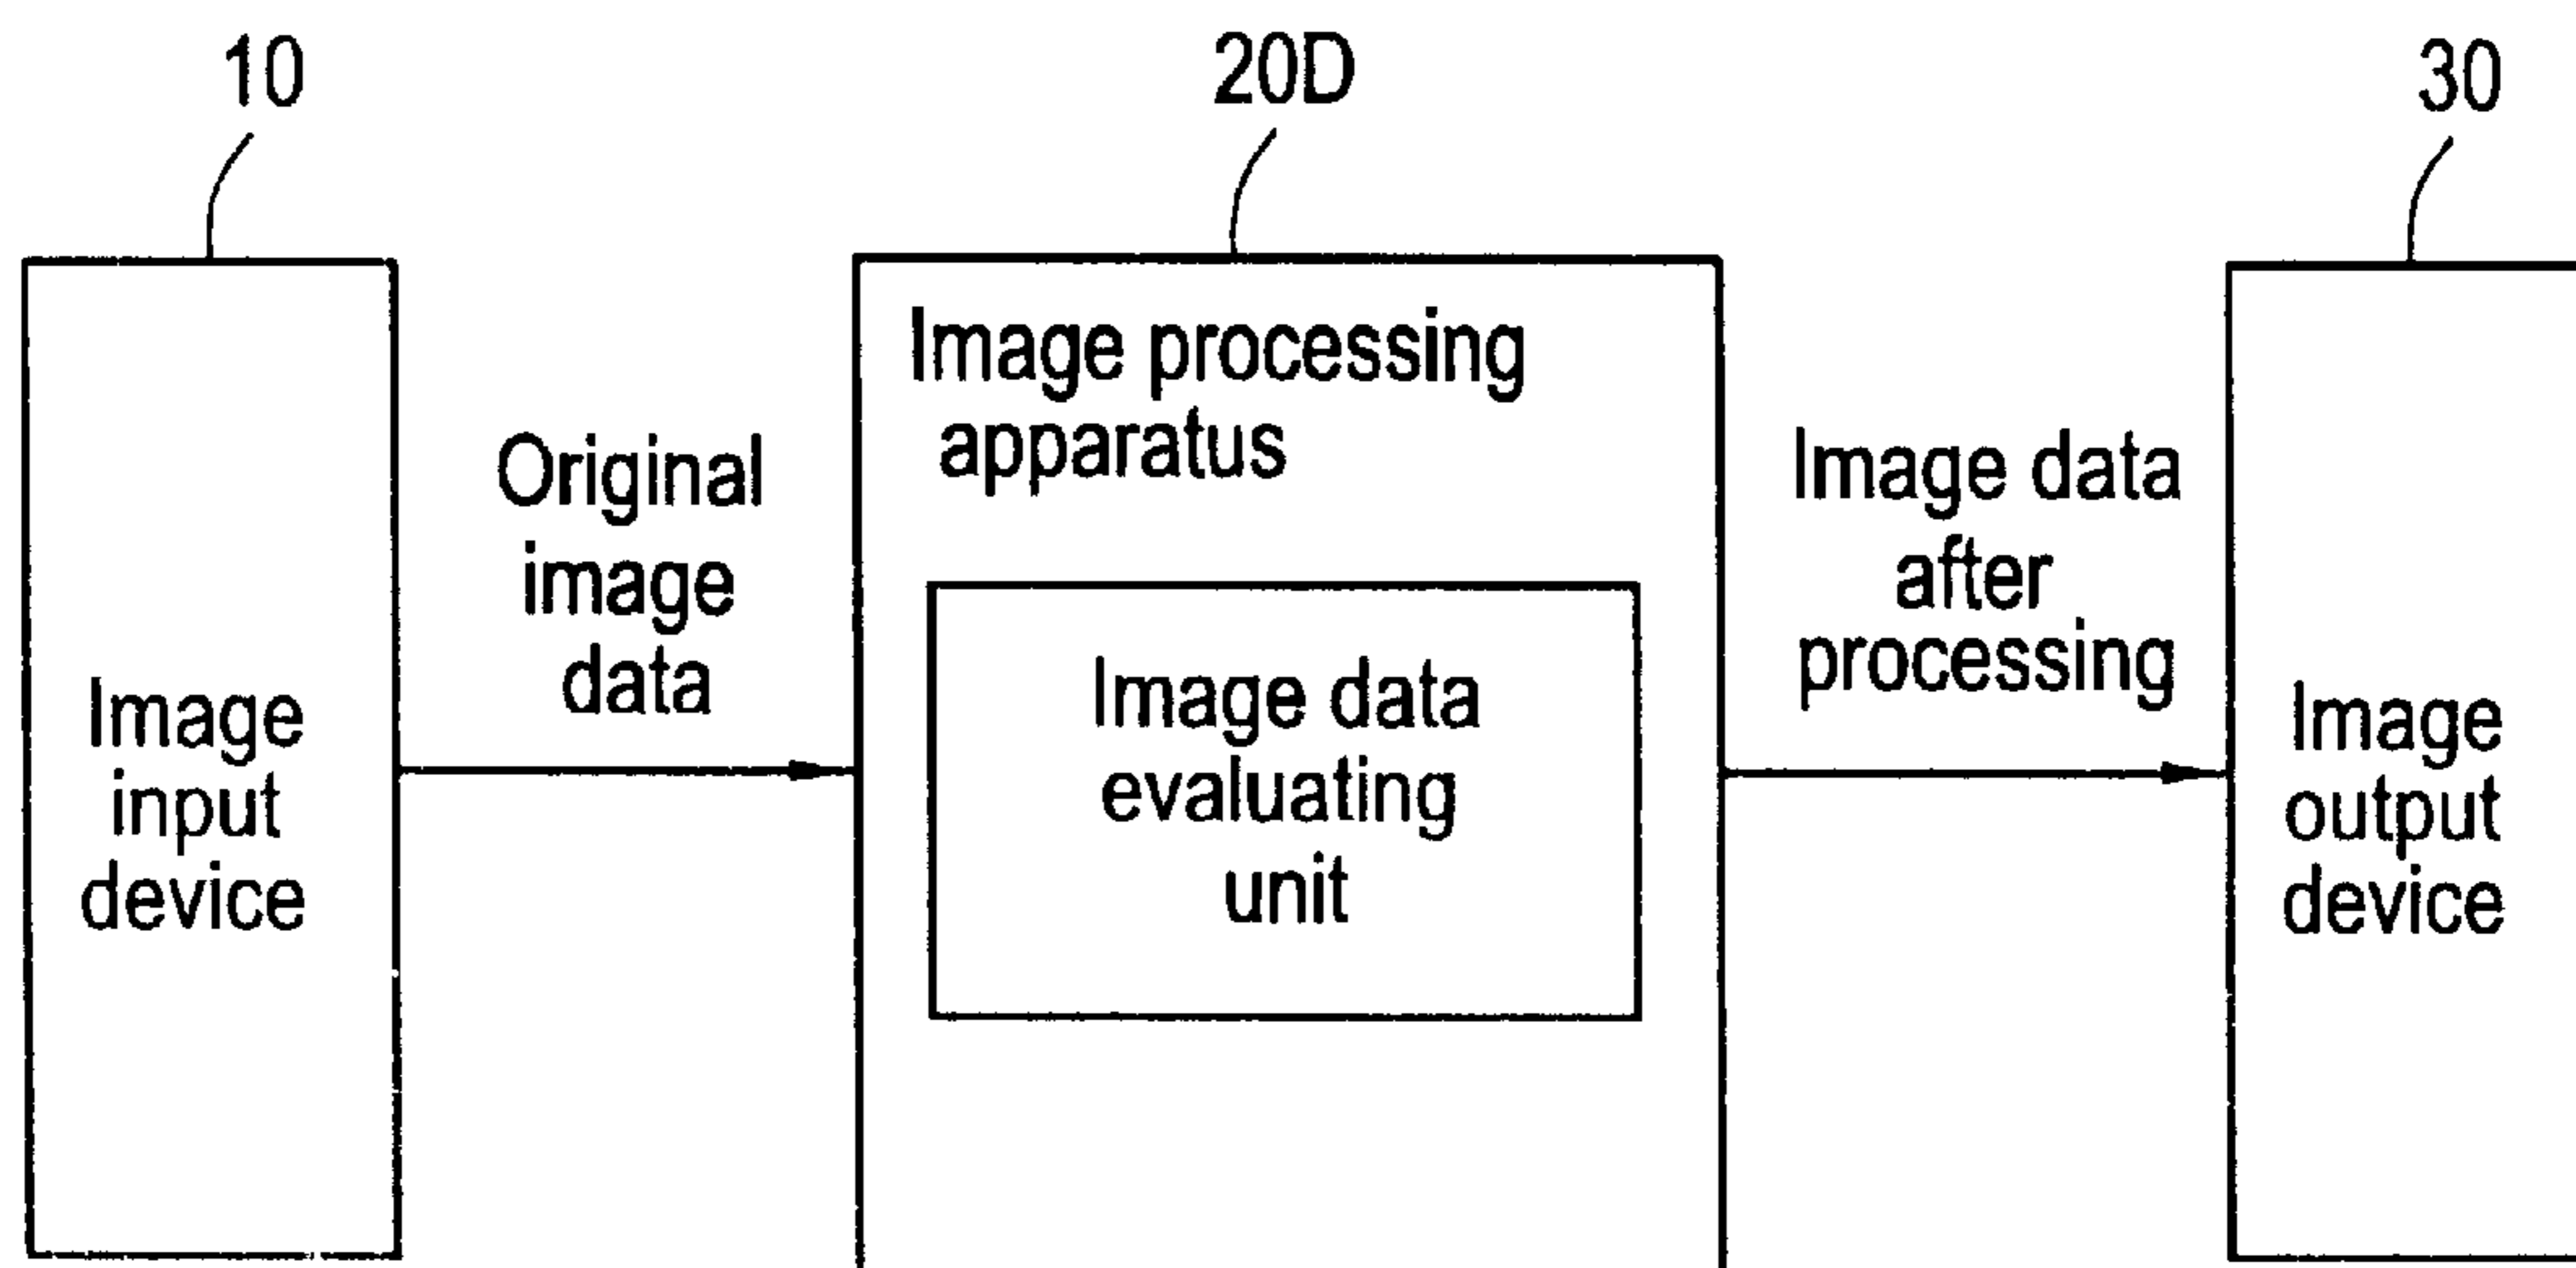 10
20D
30
Image
input
device
Original
image
data
Image processing
apparatus
Image data
evaluating
unit
Image data
after
processing
Image
output
device